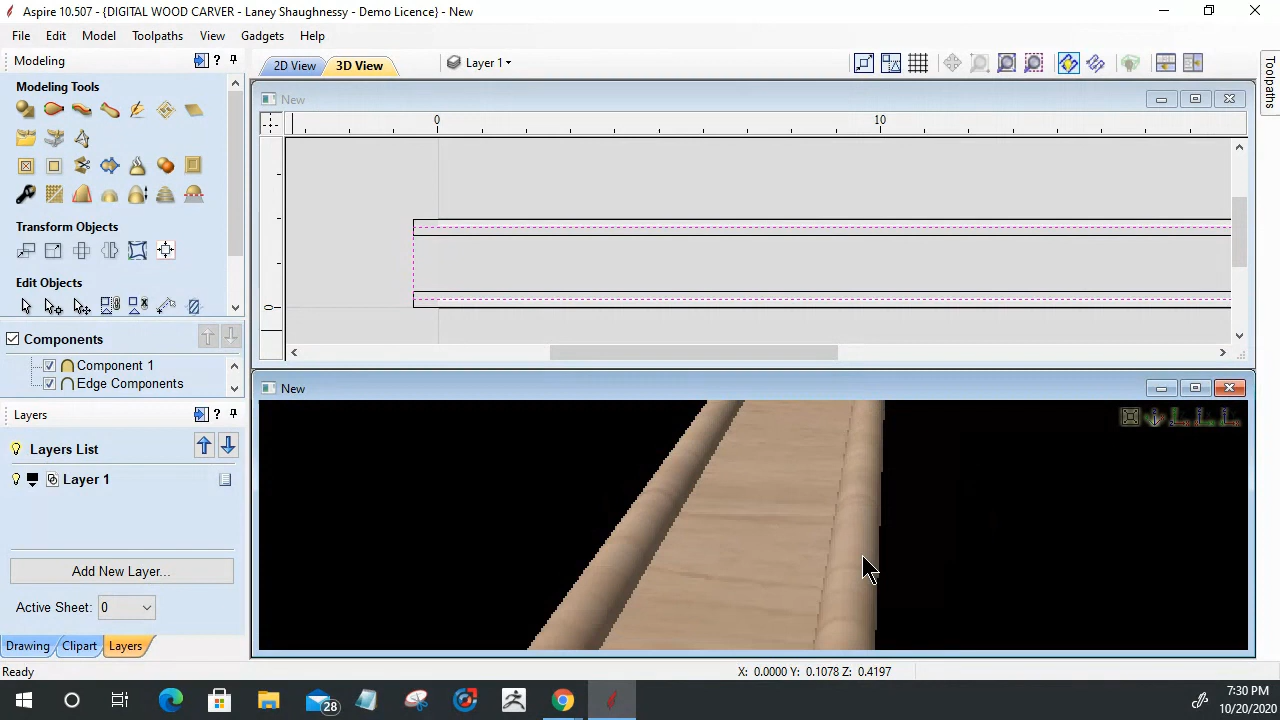 Aspire 10.507 - {DIGITAL WOOD CARVER - Laney Shaughnessy - Demo Licence} - New
File Edit Model Toolpaths View Gadgets Help
Modeling
2D View 3D View Layer 1
Toolpaths
Modeling Tools
New
0 10
Transform Objects
Edit Objects
0
Components
Component 1
Edge Components
New
Layers
Layers List
Layer 1
Add New Layer...
Active Sheet: 0
Drawing Clipart Layers
Ready
X: 0.0000 Y: 0.1078 Z: 0.4197
28
7:30 PM
10/20/2020